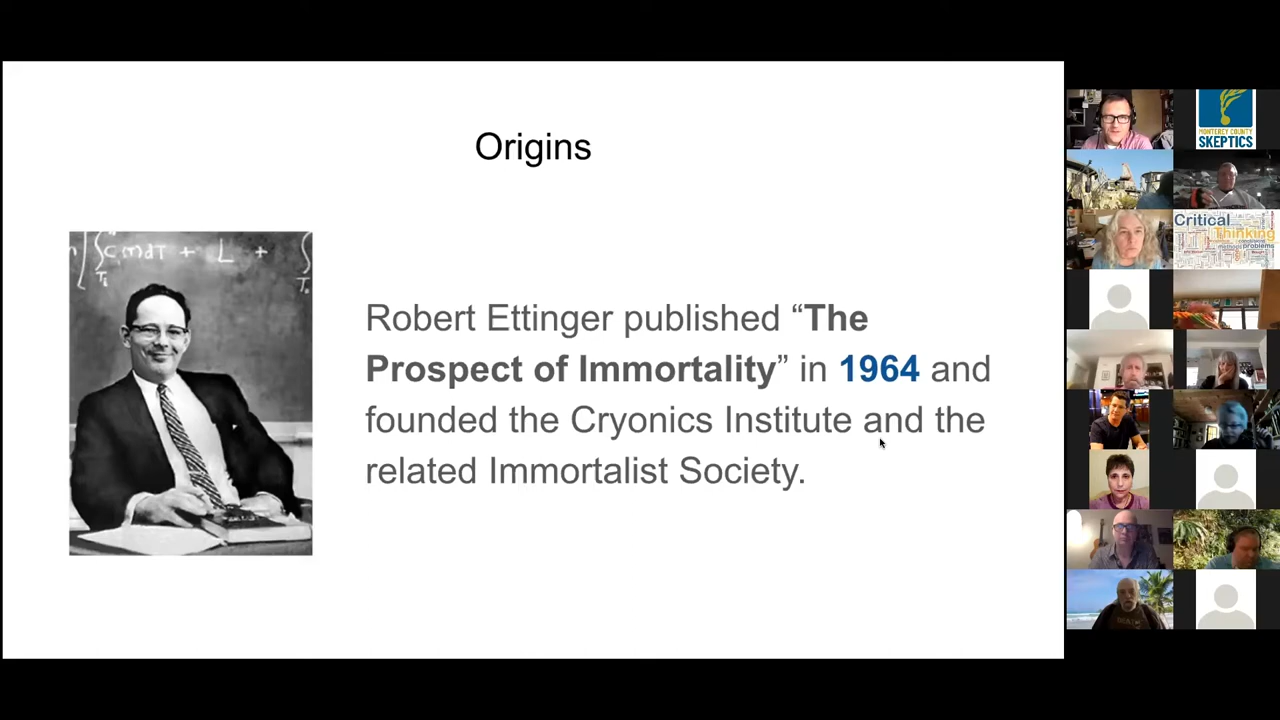 Origins
Robert Ettinger published “The
Prospect of Immortality” in 1964 and
founded the Cryonics Institute and the
related Immortalist Society.
MONTEREY COUNTY
SKEPTICS
Critical
Thinking
problems